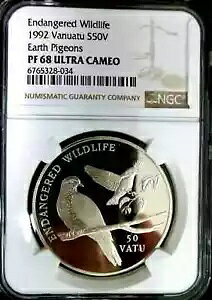 Endangered Wildlife
1992 Vanuatu S50V
Earth Pigeons
PF 68 ULTRA CAMEO
6765328-034
NUMISMATIC GUARANTY COMPANY
NGC
ENDANGERED WILDLIFE
50
VATU